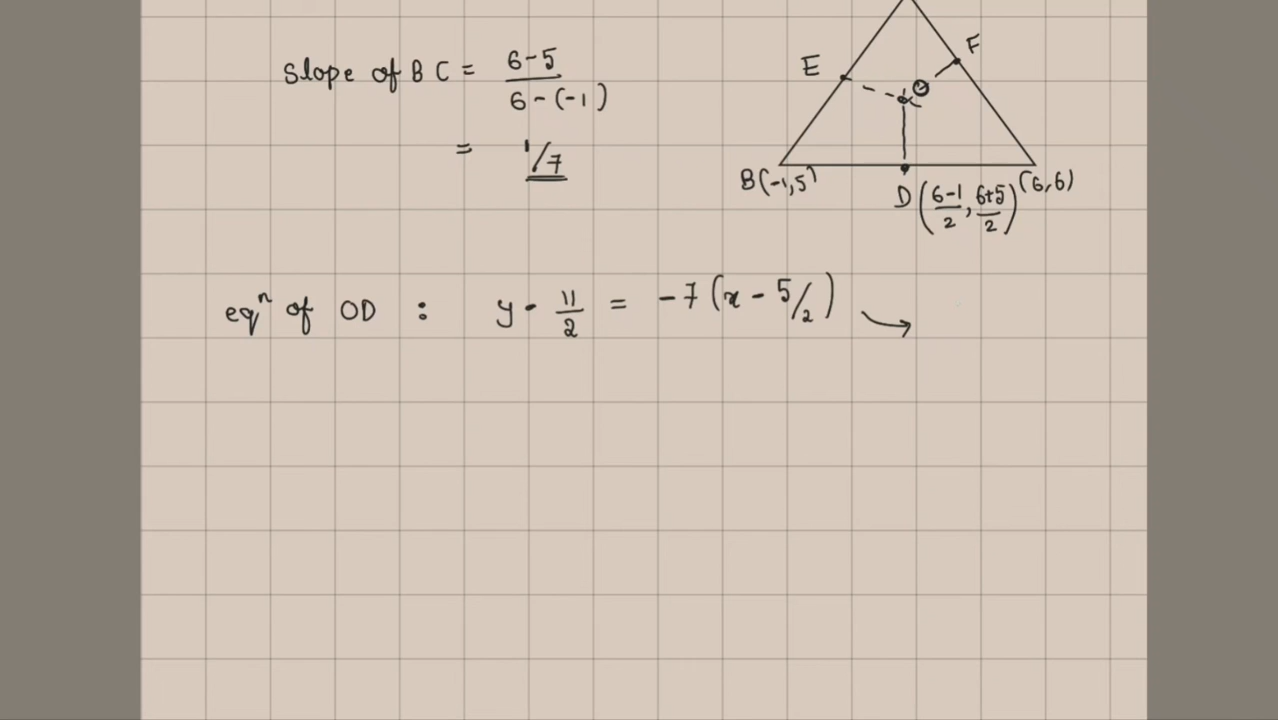 Slope of BC = 6-5 / 6-(-1)
= 1/7
E
F
O
B(-1,5)
D (6-1/2, 6+5/2)
(6,6)
eqⁿ of OD : y - 11/2 = -7 (x - 5/2)